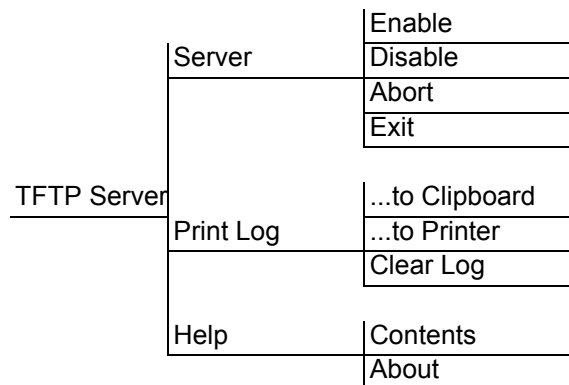 Enable
Server
Disable
Abort
Exit
TFTP Server
...to Clipboard
Print Log
...to Printer
Clear Log
Help
Contents
About